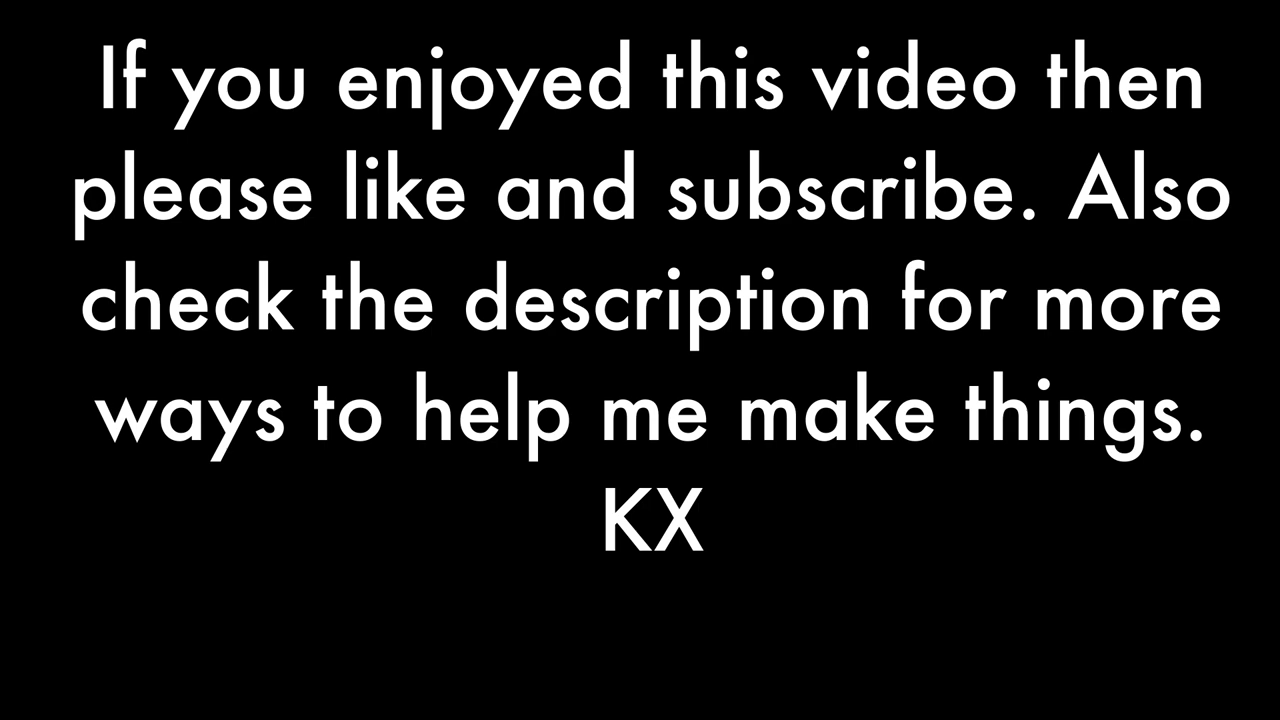 If you enjoyed this video then
please like and subscribe. Also
check the description for more
ways to help me make things.
KX